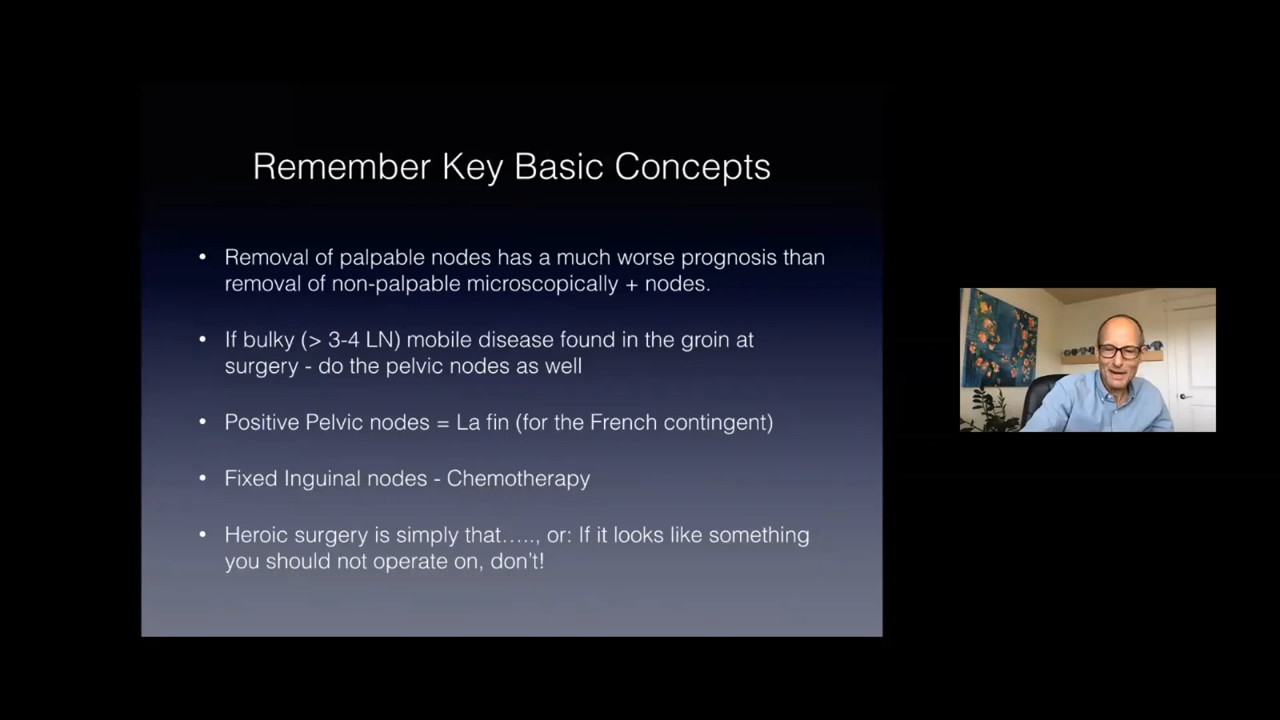 Remember Key Basic Concepts
• Removal of palpable nodes has a much worse prognosis than
removal of non-palpable microscopically + nodes.
• If bulky (> 3-4 LN) mobile disease found in the groin at
surgery - do the pelvic nodes as well
• Positive Pelvic nodes = La fin (for the French contingent)
• Fixed Inguinal nodes - Chemotherapy
• Heroic surgery is simply that….., or: If it looks like something
you should not operate on, don’t!